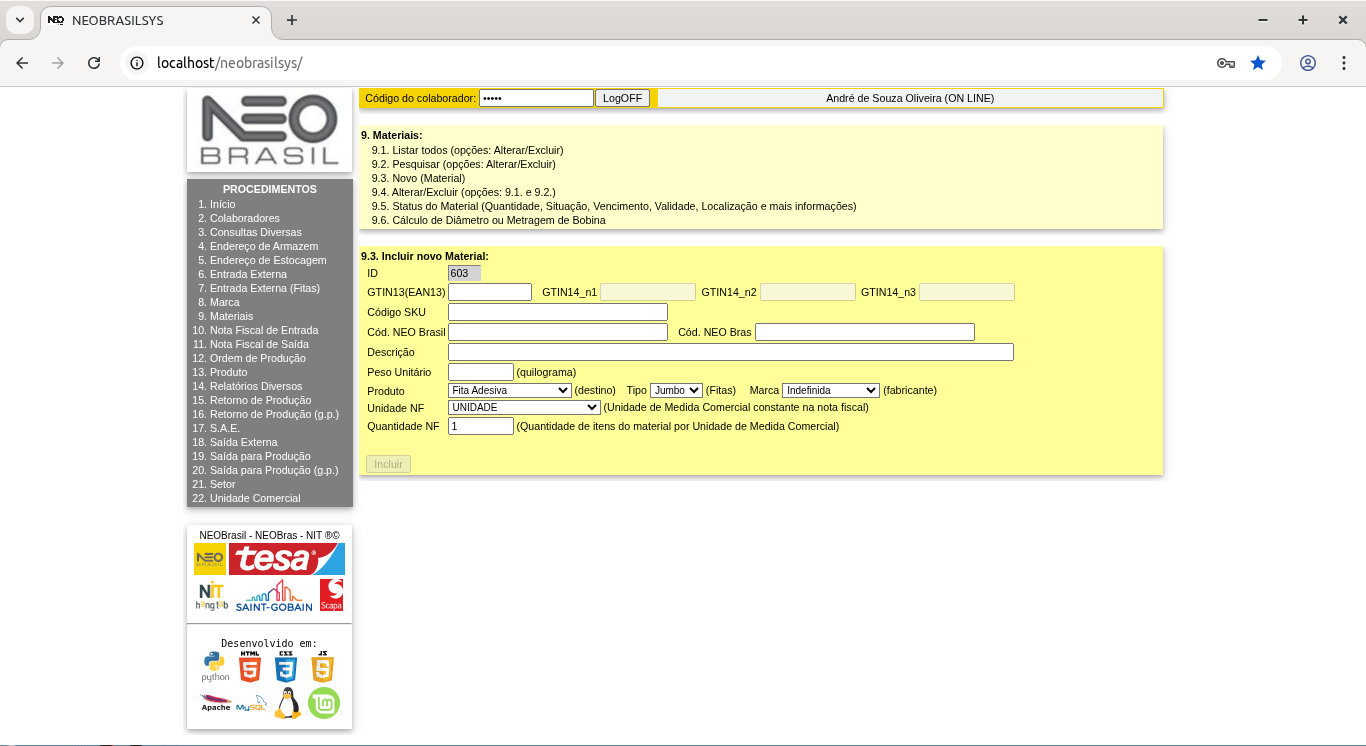 NEOBRASILSYS
localhost/neobrasilsys/
NEO
BRASIL
Código do colaborador: ••••• LogOFF André de Souza Oliveira (ON LINE)
9. Materiais:
9.1. Listar todos (opções: Alterar/Excluir)
9.2. Pesquisar (opções: Alterar/Excluir)
9.3. Novo (Material)
9.4. Alterar/Excluir (opções: 9.1. e 9.2.)
9.5. Status do Material (Quantidade, Situação, Vencimento, Validade, Localização e mais informações)
9.6. Cálculo de Diâmetro ou Metragem de Bobina
PROCEDIMENTOS
1. Início
2. Colaboradores
3. Consultas Diversas
4. Endereço de Armazem
5. Endereço de Estocagem
6. Entrada Externa
7. Entrada Externa (Fitas)
8. Marca
9. Materiais
10. Nota Fiscal de Entrada
11. Nota Fiscal de Saída
12. Ordem de Produção
13. Produto
14. Relatórios Diversos
15. Retorno de Produção
16. Retorno de Produção (g.p.)
17. S.A.E.
18. Saída Externa
19. Saída para Produção
20. Saída para Produção (g.p.)
21. Setor
22. Unidade Comercial
9.3. Incluir novo Material:
ID 603
GTIN13(EAN13) GTIN14_n1 GTIN14_n2 GTIN14_n3
Código SKU
Cód. NEO Brasil Cód. NEO Bras
Descrição
Peso Unitário (quilograma)
Produto Fita Adesiva (destino) Tipo Jumbo (Fitas) Marca Indefinida (fabricante)
Unidade NF UNIDADE (Unidade de Medida Comercial constante na nota fiscal)
Quantidade NF 1 (Quantidade de itens do material por Unidade de Medida Comercial)
Incluir
NEOBrasil - NEOBras - NIT ®©
NEO BRASIL tesa
NIT hang tab SAINT-GOBAIN Scapa
Desenvolvido em:
python HTML 5 CSS 3 JS 5
Apache MySQL